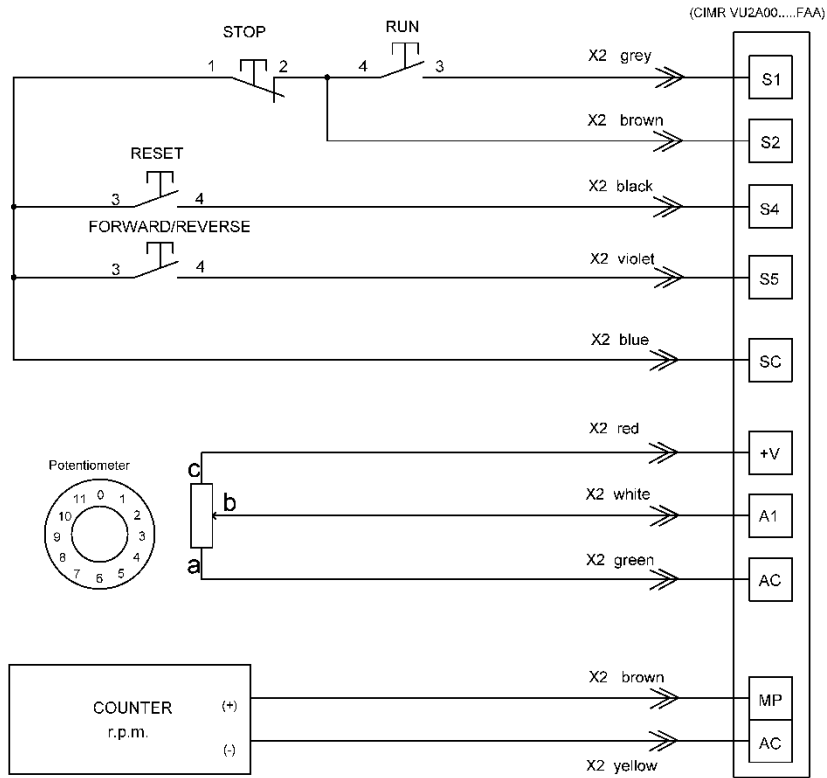 (CIMR VU2A00.....FAA)
STOP
RUN
1 2 4 3 X2 grey S1
X2 brown S2
RESET
3 4 X2 black S4
FORWARD/REVERSE
3 4 X2 violet S5
X2 blue SC
X2 red +V
Potentiometer
c
11 0 1
10 2
9 3
8 4
7 6 5
b X2 white A1
a X2 green AC
COUNTER
r.p.m.
(+) X2 brown MP
(-) X2 yellow AC